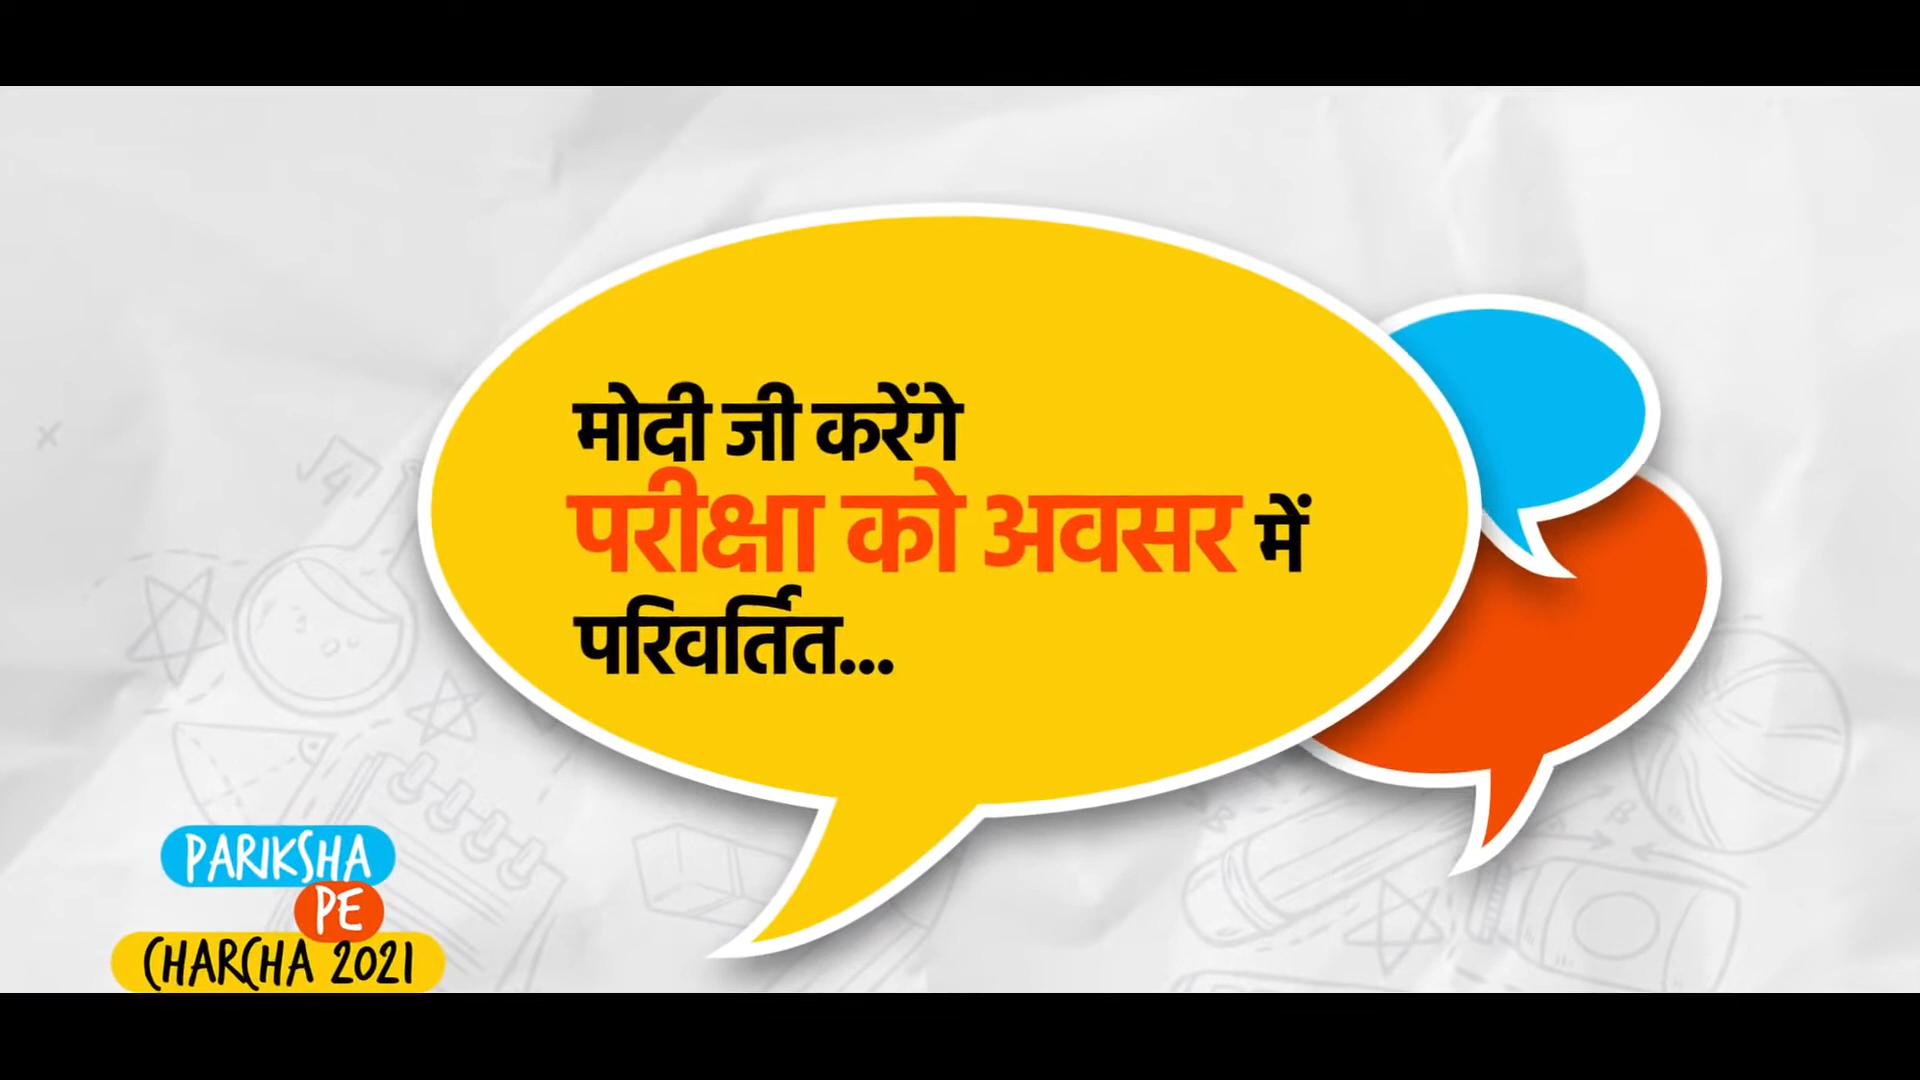 मोदी जी करेंगे
परीक्षा को अवसर में
परिवर्तित...
PARIKSHA
PE
CHARCHA 2021